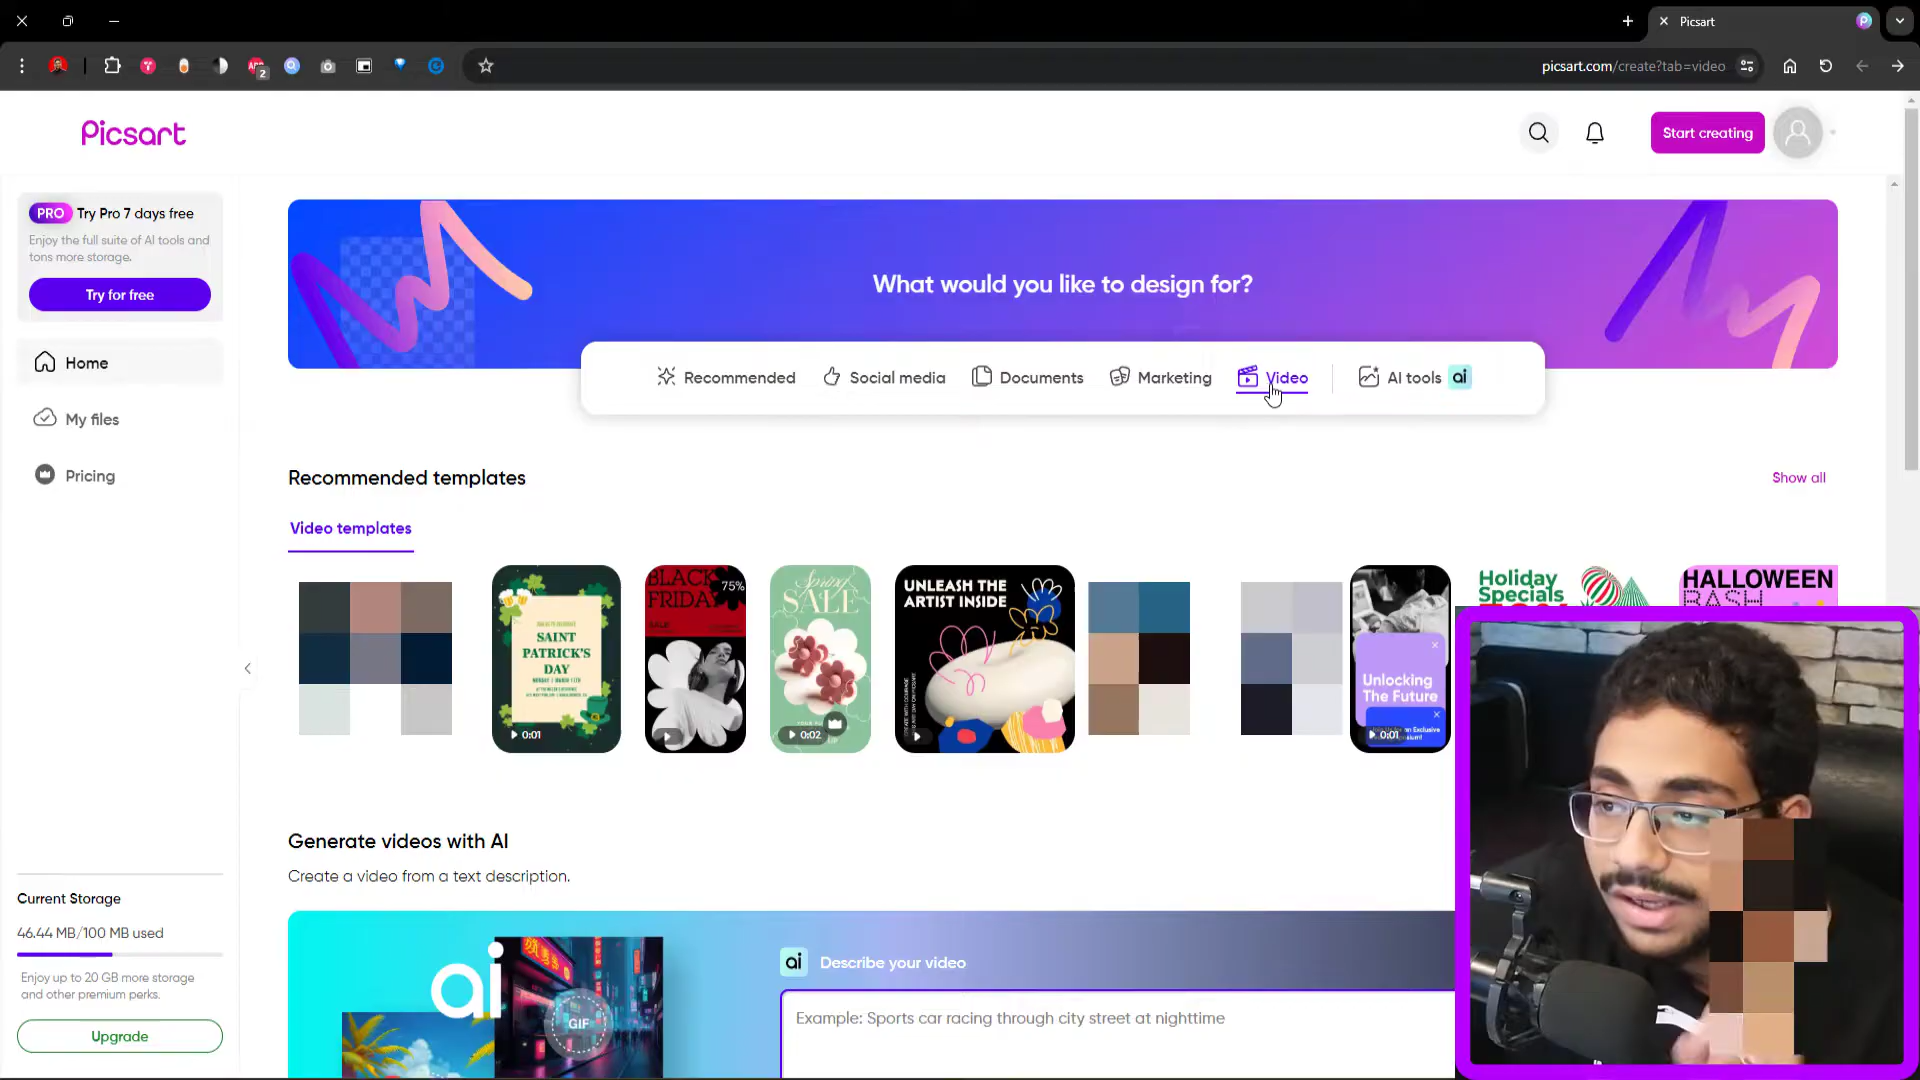 Picsart
picsart.com/create?tab=video
2
Picsart
Start creating
PRO Try Pro 7 days free
Enjoy the full suite of AI tools and
tons more storage.
Try for free
Home
My files
Pricing
What would you like to design for?
Recommended
Social media
Documents
Marketing
Video
AI tools ai
Recommended templates
Show all
Video templates
SAINT
PATRICK'S
DAY
0:01
BLACK
FRIDAY
75%
SALE
Spring
SALE
0:02
UNLEASH THE
ARTIST INSIDE
Unlocking
The Future
0:01
Holiday
Specials
HALLOWEEN
BASH
Generate videos with AI
Create a video from a text description.
ai
GIF
ai Describe your video
Example: Sports car racing through city street at nighttime
Current Storage
46.44 MB/100 MB used
Enjoy up to 20 GB more storage
and other premium perks.
Upgrade